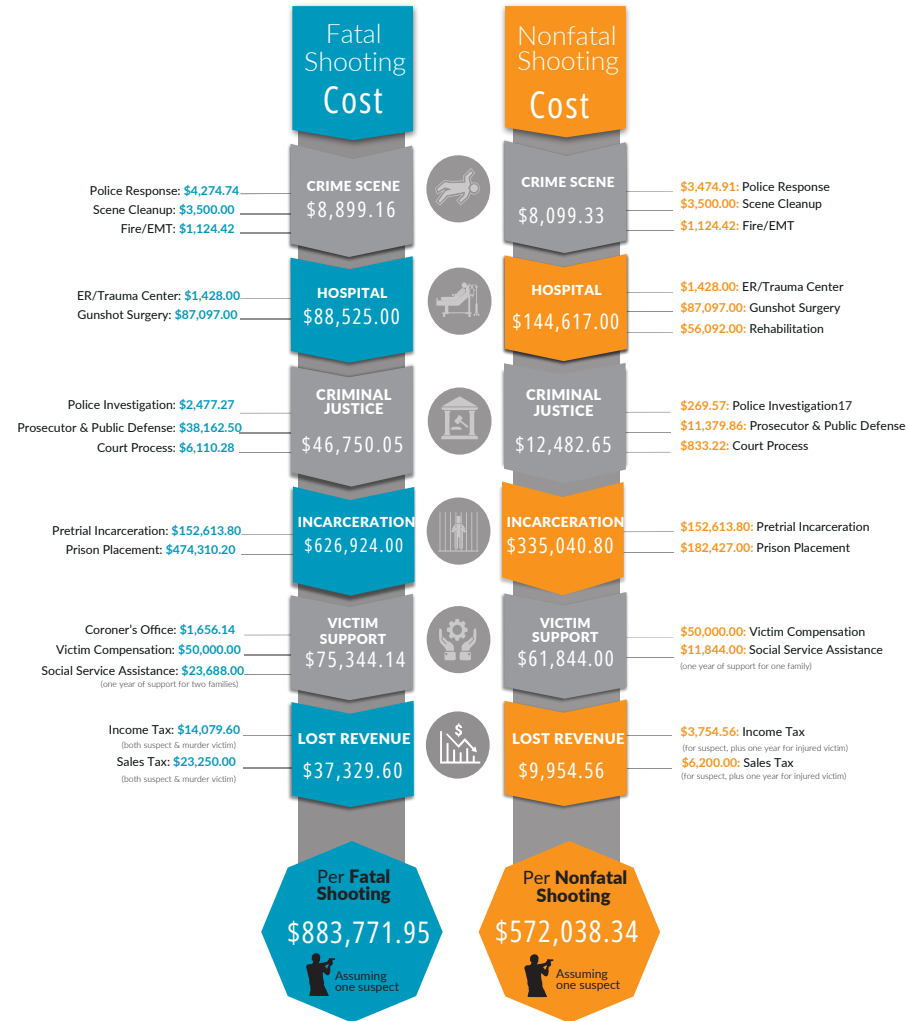 Fatal
Shooting
Cost
Nonfatal
Shooting
Cost
Police Response: $4,274.74
Scene Cleanup: $3,500.00
Fire/EMT: $1,124.42
CRIME SCENE
$8,899.16
CRIME SCENE
$8,099.33
$3,474.91: Police Response
$3,500.00: Scene Cleanup
$1,124.42: Fire/EMT
ER/Trauma Center: $1,428.00
Gunshot Surgery: $87,097.00
HOSPITAL
$88,525.00
HOSPITAL
$144,617.00
$1,428.00: ER/Trauma Center
$87,097.00: Gunshot Surgery
$56,092.00: Rehabilitation
Police Investigation: $2,477.27
Prosecutor & Public Defense: $38,162.50
Court Process: $6,110.28
CRIMINAL
JUSTICE
$46,750.05
CRIMINAL
JUSTICE
$12,482.65
$269.57: Police Investigation17
$11,379.86: Prosecutor & Public Defense
$833.22: Court Process
Pretrial Incarceration: $152,613.80
Prison Placement: $474,310.20
INCARCERATION
$626,924.00
INCARCERATION
$335,040.80
$152,613.80: Pretrial Incarceration
$182,427.00: Prison Placement
Coroner's Office: $1,656.14
Victim Compensation: $50,000.00
Social Service Assistance: $23,688.00
(one year of support for two families)
VICTIM
SUPPORT
$75,344.14
VICTIM
SUPPORT
$61,844.00
$50,000.00: Victim Compensation
$11,844.00: Social Service Assistance
(one year of support for one family)
Income Tax: $14,079.60
(both suspect & murder victim)
Sales Tax: $23,250.00
(both suspect & murder victim)
LOST REVENUE
$37,329.60
$
LOST REVENUE
$9,954.56
$3,754.56: Income Tax
(for suspect, plus one year for injured victim)
$6,200.00: Sales Tax
(for suspect, plus one year for injured victim)
Per Fatal
Shooting
$883,771.95
Assuming
one suspect
Per Nonfatal
Shooting
$572,038.34
Assuming
one suspect